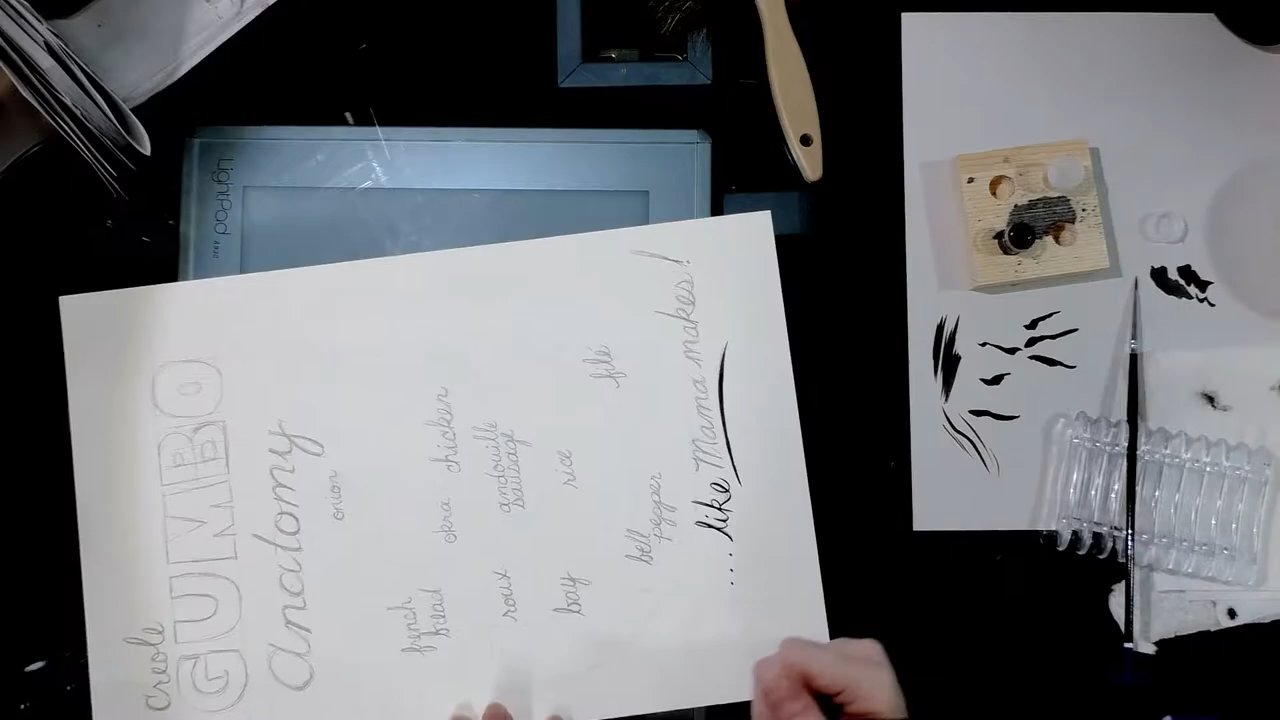 creole
GUMBO
anatomy
onion
french
bread
okra
chicken
roux
andouille
sausage
bay
rice
filé
bell
pepper
.... like Mama makes!
LightPad